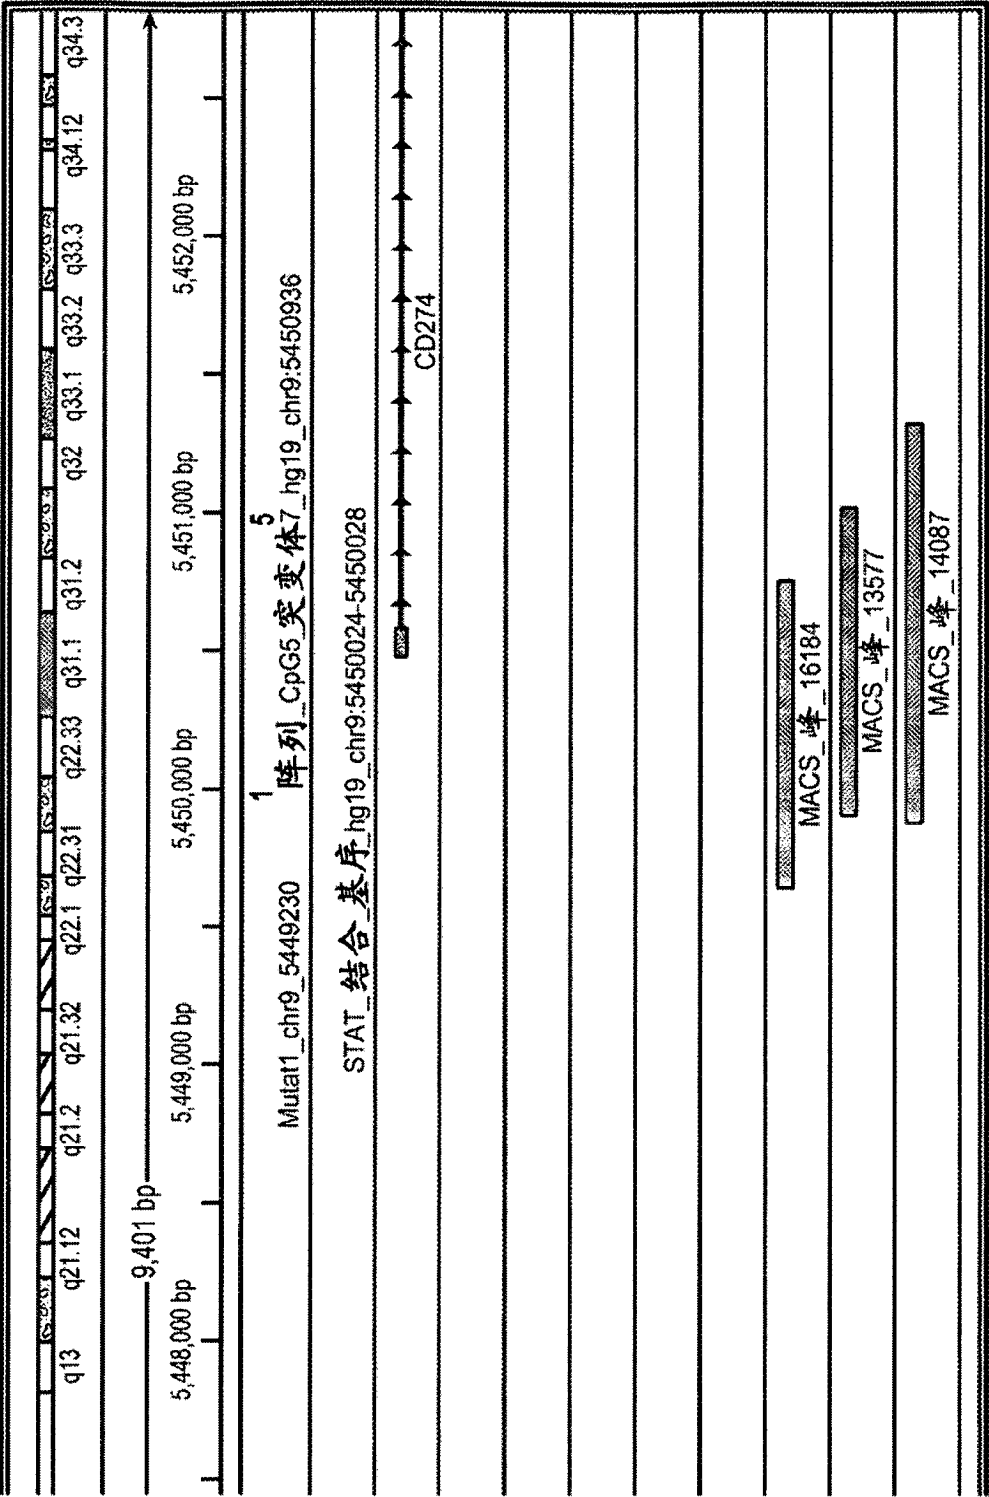 q13 q21.12 q21.2 q21.32 q22.1 q22.31 q22.33 q31.1 q31.2 q32 q33.1 q33.2 q33.3 q34.12 q34.3
9,401 bp
5,448,000 bp 5,449,000 bp 5,450,000 bp 5,451,000 bp 5,452,000 bp
1 5
Mutat1_chr9_5449230 阵列_CpG5_突变体7_hg19_chr9:5450936
STAT_结合_基序_hg19_chr9:5450024-5450028
CD274
MACS_峰_16184
MACS_峰_13577
MACS_峰_14087